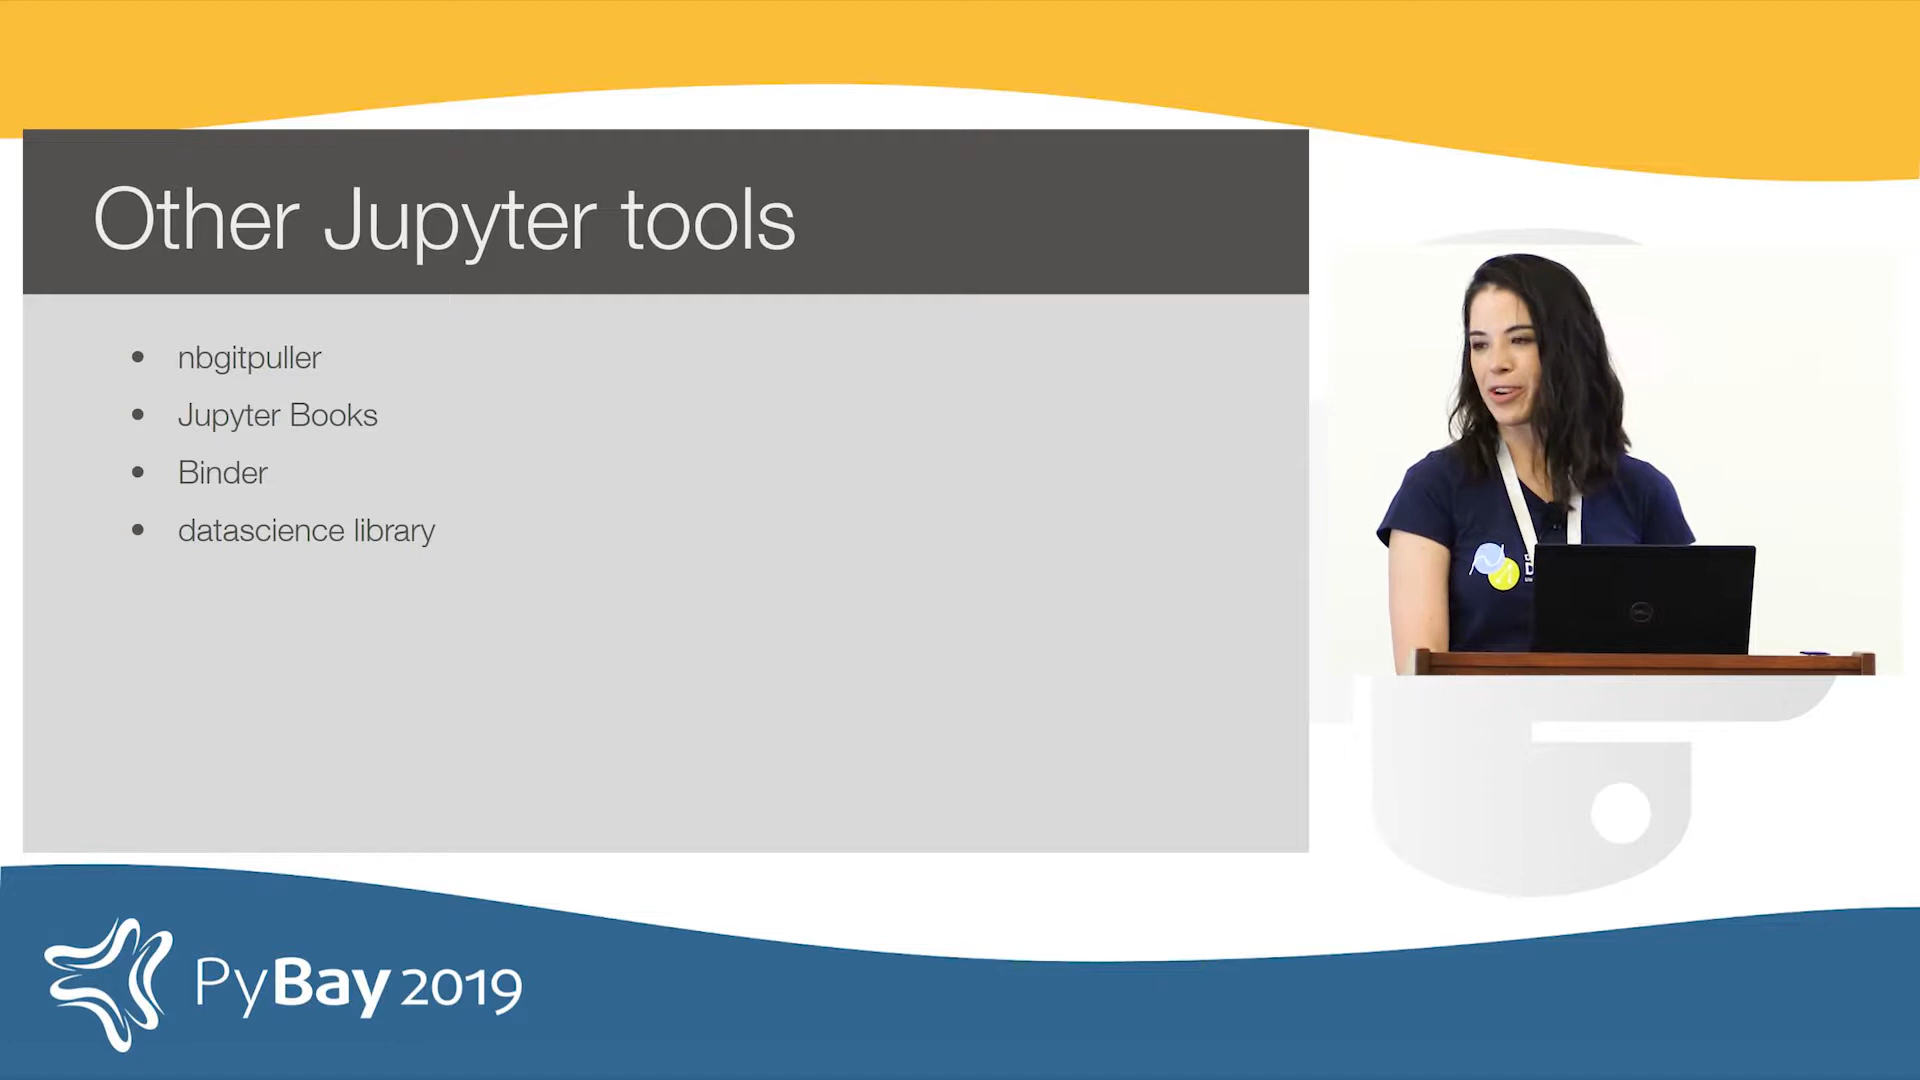 Other Jupyter tools
• nbgitpuller
• Jupyter Books
• Binder
• datascience library
PyBay 2019